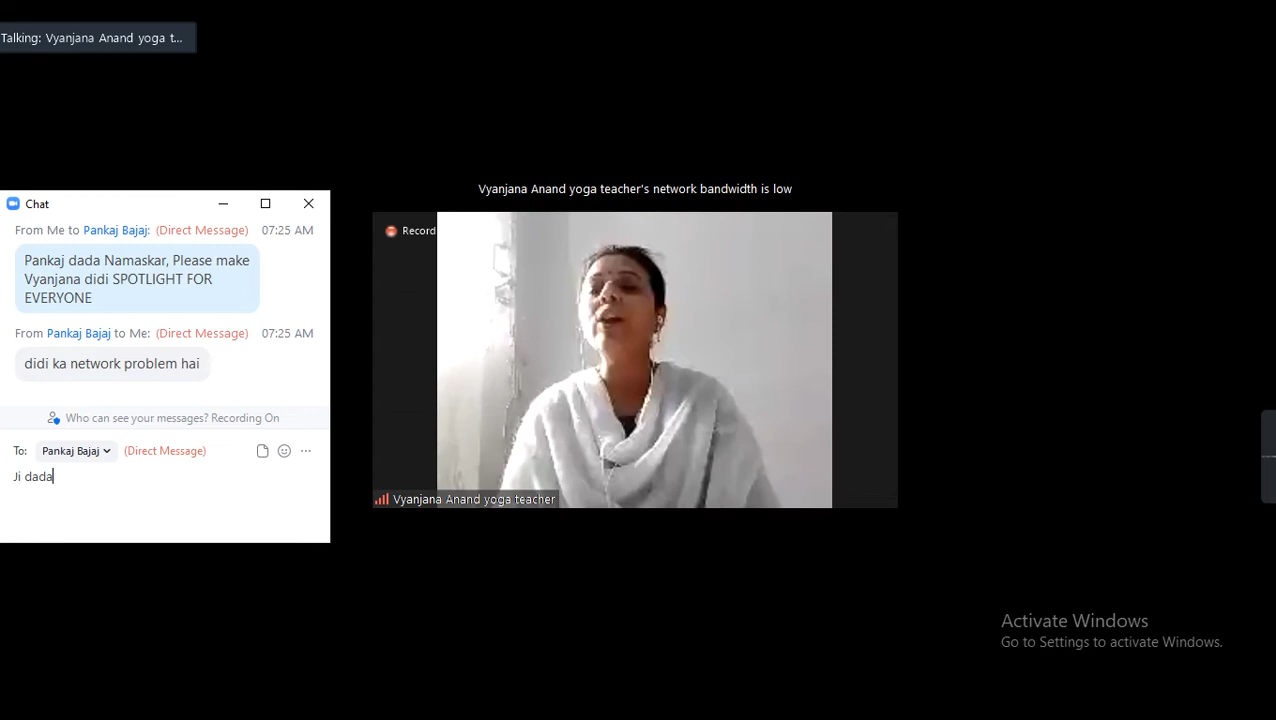 Talking: Vyanjana Anand yoga t...
Vyanjana Anand yoga teacher's network bandwidth is low
Chat
From Me to Pankaj Bajaj: (Direct Message) 07:25 AM
Pankaj dada Namaskar, Please make
Vyanjana didi SPOTLIGHT FOR
EVERYONE
From Pankaj Bajaj to Me: (Direct Message) 07:25 AM
didi ka network problem hai
Who can see your messages? Recording On
To: Pankaj Bajaj (Direct Message)
Ji dada
Record
Vyanjana Anand yoga teacher
Activate Windows
Go to Settings to activate Windows.